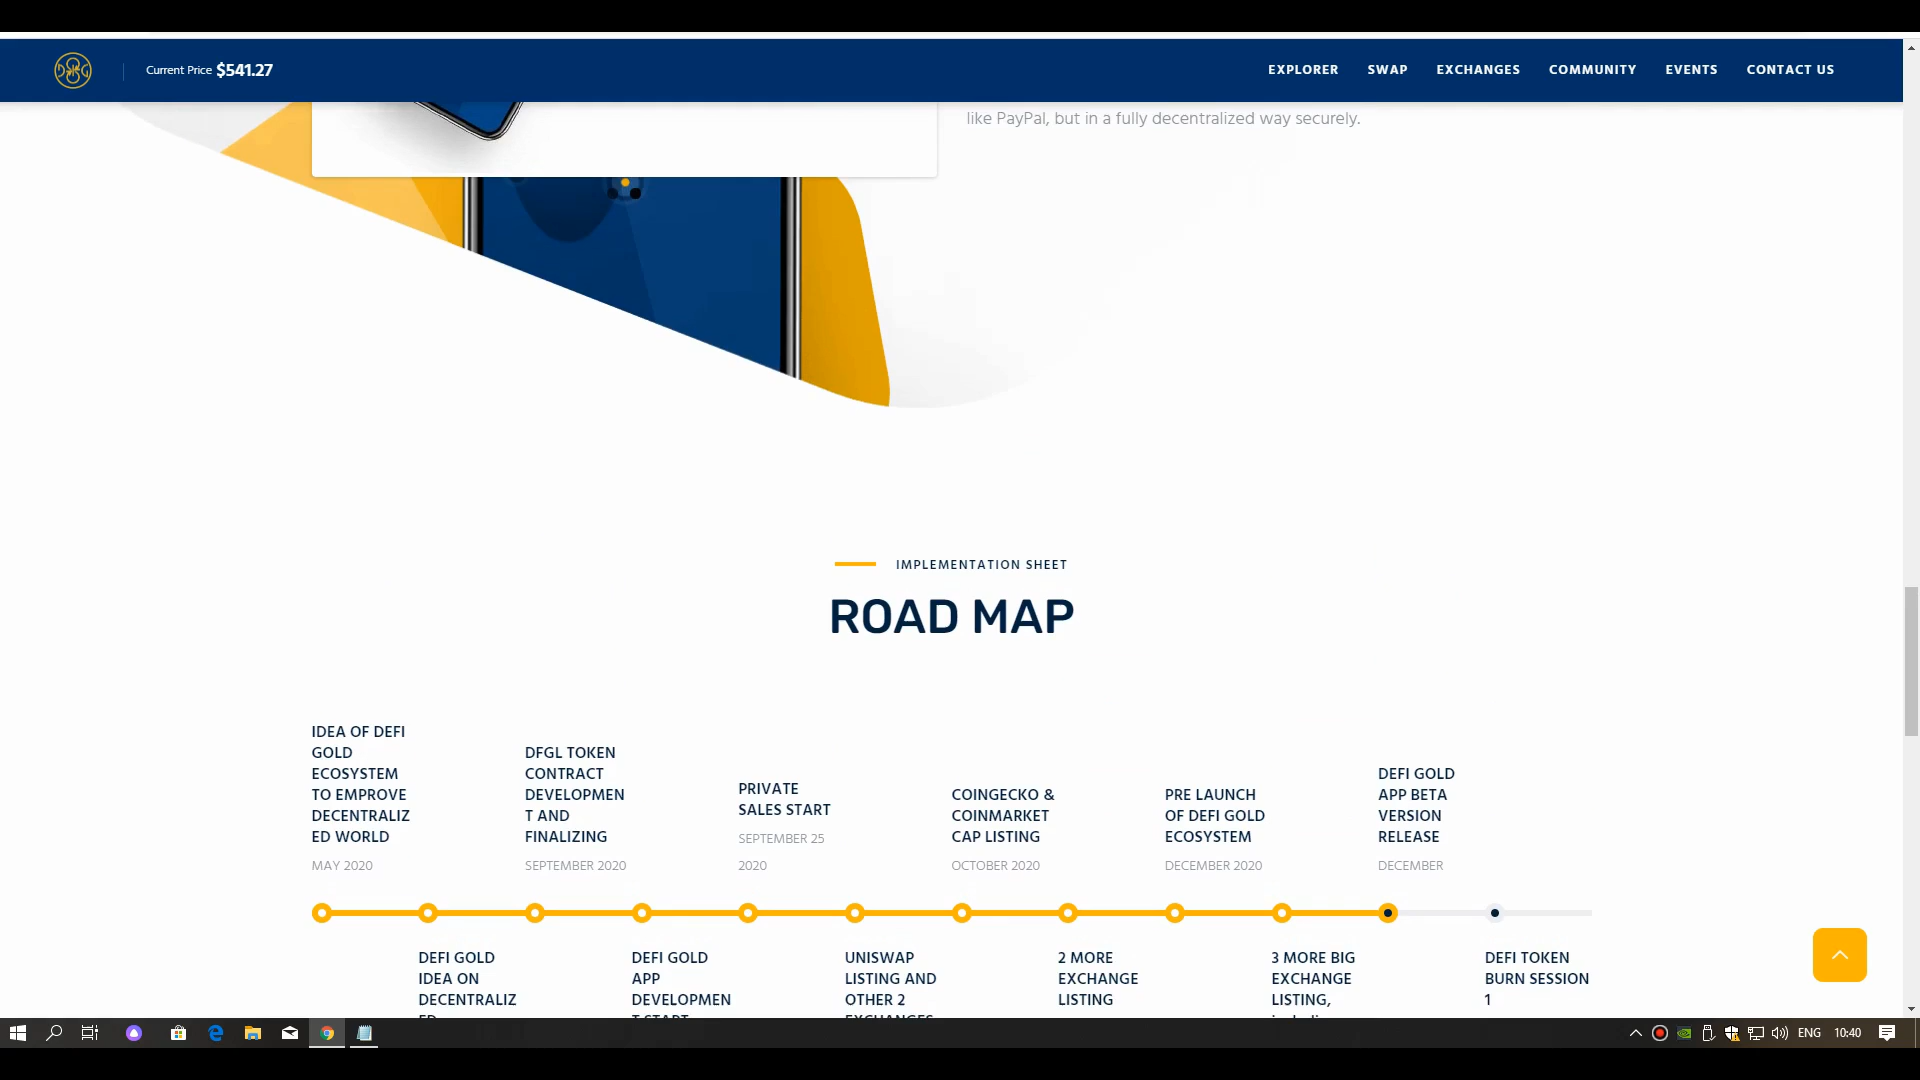 Current Price $541.27
EXPLORER SWAP EXCHANGES COMMUNITY EVENTS CONTACT US
like PayPal, but in a fully decentralized way securely.
IMPLEMENTATION SHEET
ROAD MAP
IDEA OF DEFI
GOLD
ECOSYSTEM
TO EMPROVE
DECENTRALIZ
ED WORLD
MAY 2020
DFGL TOKEN
CONTRACT
DEVELOPMEN
T AND
FINALIZING
SEPTEMBER 2020
PRIVATE
SALES START
SEPTEMBER 25
2020
COINGECKO &
COINMARKET
CAP LISTING
OCTOBER 2020
PRE LAUNCH
OF DEFI GOLD
ECOSYSTEM
DECEMBER 2020
DEFI GOLD
APP BETA
VERSION
RELEASE
DECEMBER
DEFI GOLD
IDEA ON
DECENTRALIZ
DEFI GOLD
APP
DEVELOPMEN
T START
UNISWAP
LISTING AND
OTHER 2
EXCHANGES
2 MORE
EXCHANGE
LISTING
3 MORE BIG
EXCHANGE
LISTING,
DEFI TOKEN
BURN SESSION
1
ENG 10:40